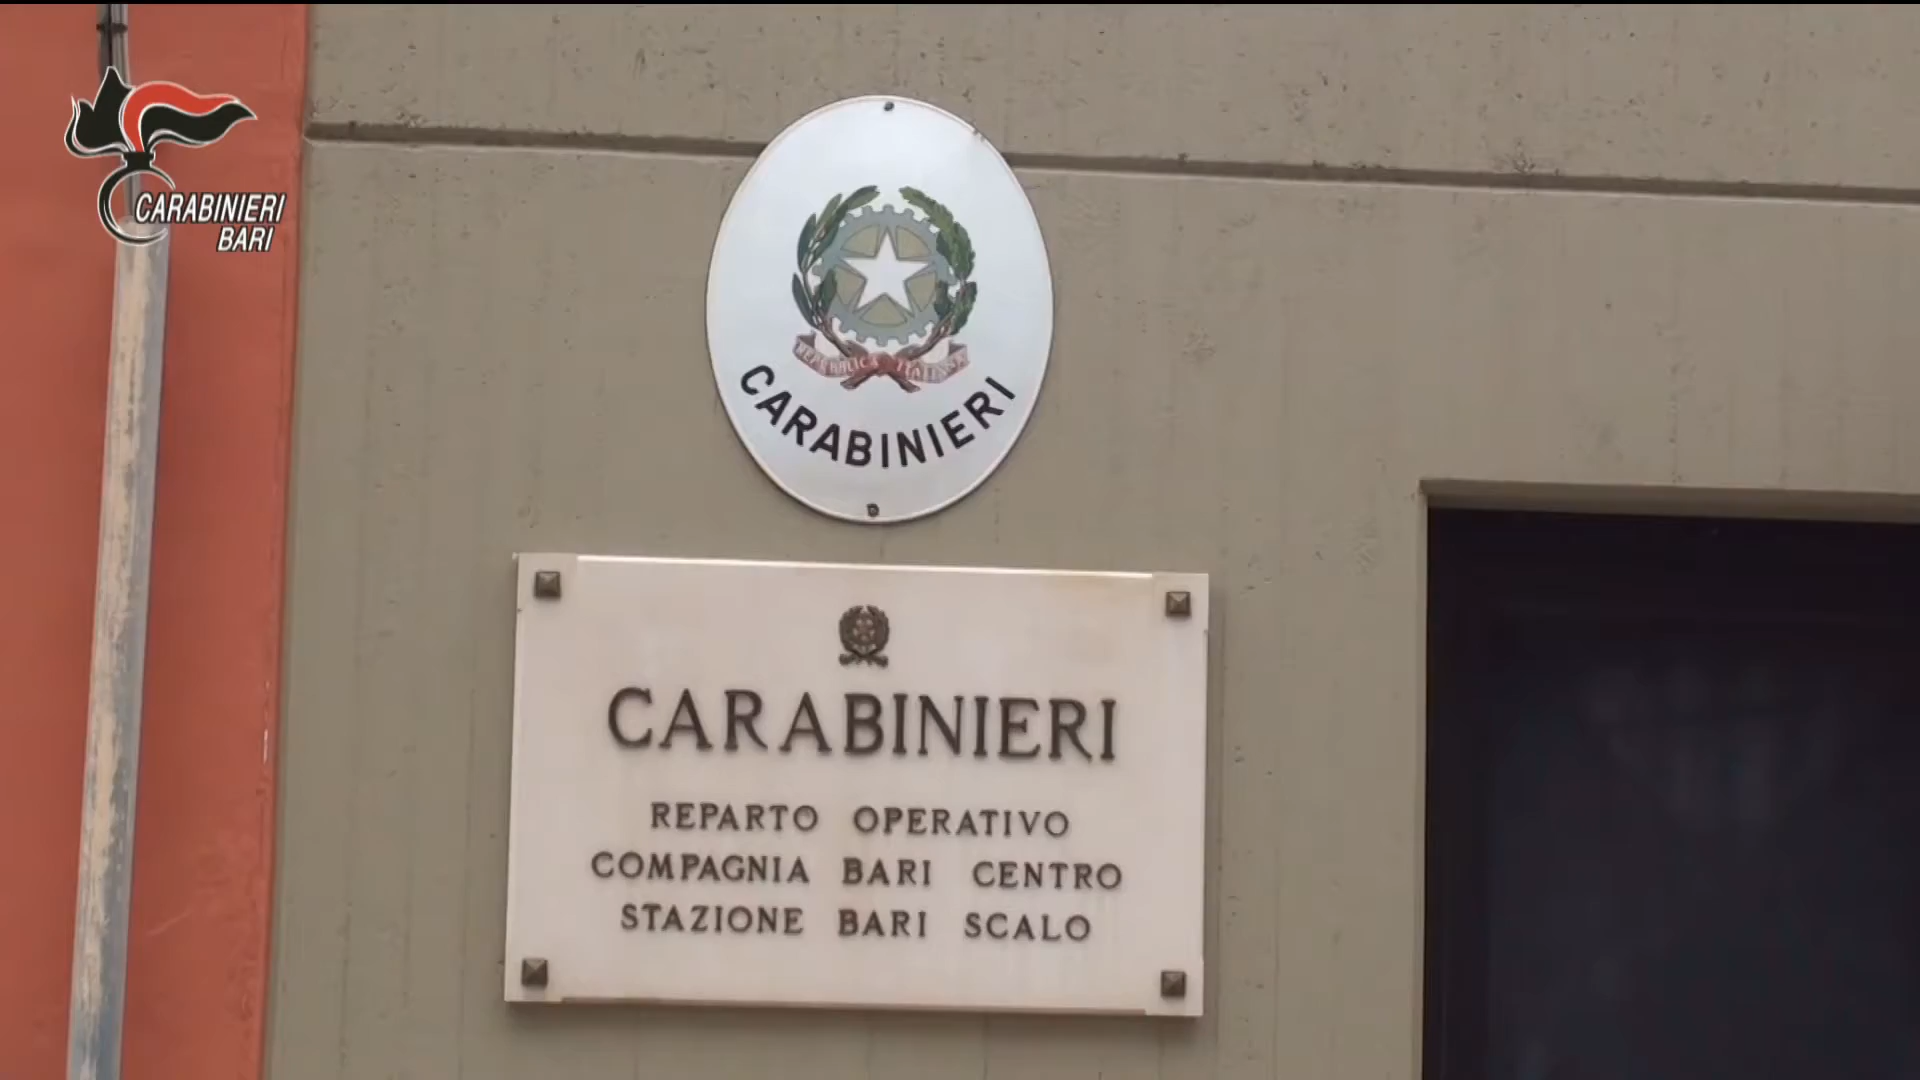 CARABINIERI
BARI
REPUBBLICA ITALIANA
CARABINIERI
CARABINIERI
REPARTO OPERATIVO
COMPAGNIA BARI CENTRO
STAZIONE BARI SCALO